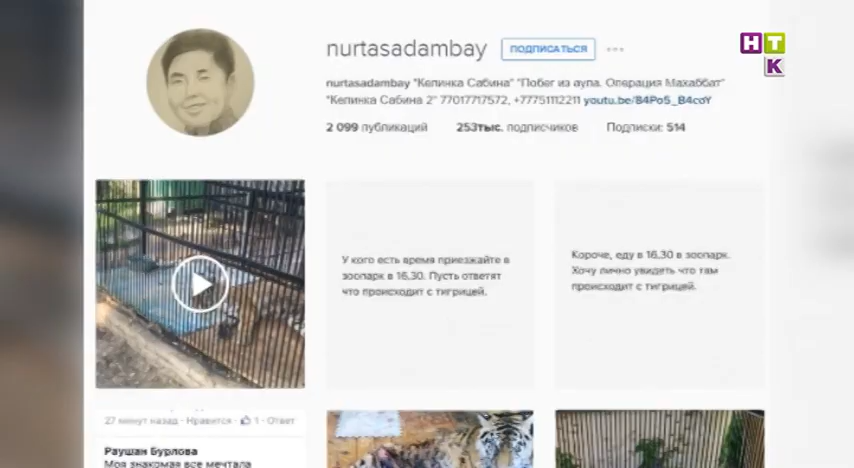 НТК
nurtasadambay ПОДПИСАТЬСЯ
nurtasadambay "Келинка Сабина" "Побег из аула. Операция Махаббат"
"Келинка Сабина 2" 77017717572, +77751112211 youtu.be/84Po5_B4coY
2 099 публикаций 253тыс. подписчиков Подписки: 514
У кого есть время приезжайте в
зоопарк в 16,30. Пусть ответят
что происходит с тигрицей.
Короче, еду в 16,30 в зоопарк.
Хочу лично увидеть что там
происходит с тигрицей.
27 минут назад · Нравится · 1 · Ответ
Раушан Бурлова
Моя знакомая все мечтала